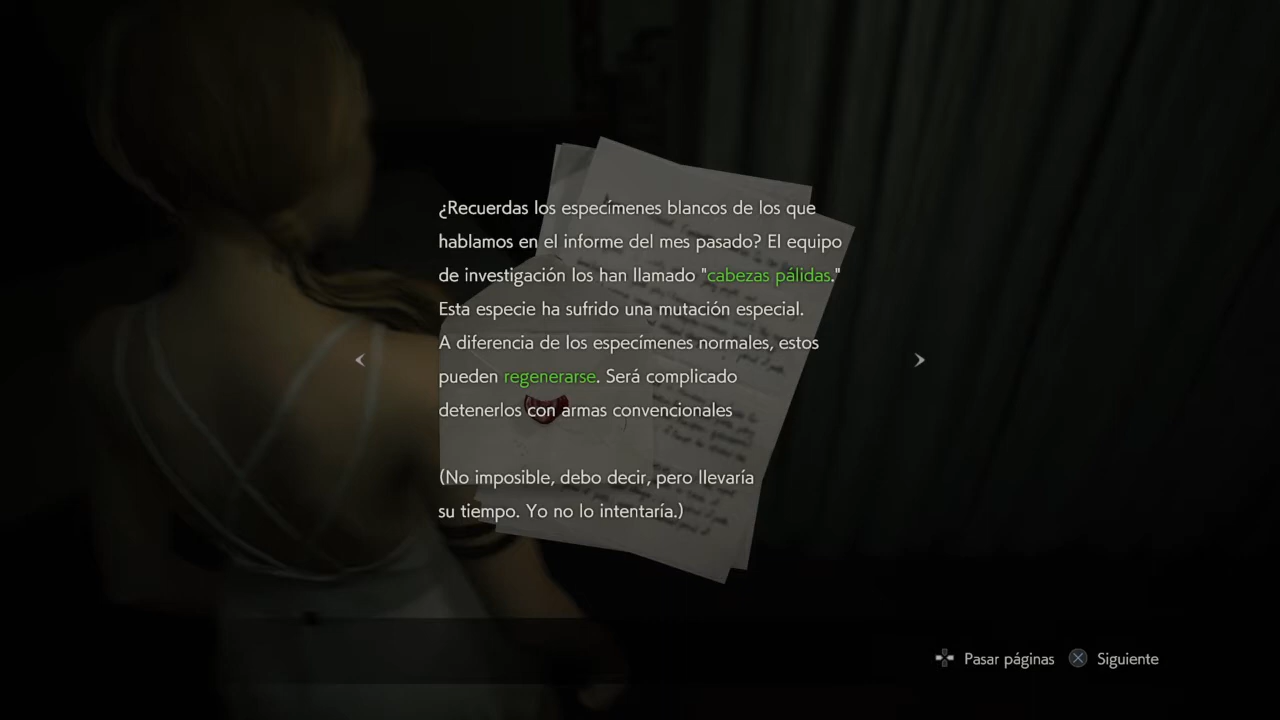 ¿Recuerdas los especímenes blancos de los que
hablamos en el informe del mes pasado? El equipo
de investigación los han llamado "cabezas pálidas."
Esta especie ha sufrido una mutación especial.
A diferencia de los especímenes normales, estos
pueden regenerarse. Será complicado
detenerlos con armas convencionales
(No imposible, debo decir, pero llevaría
su tiempo. Yo no lo intentaría.)
Pasar páginas Siguiente